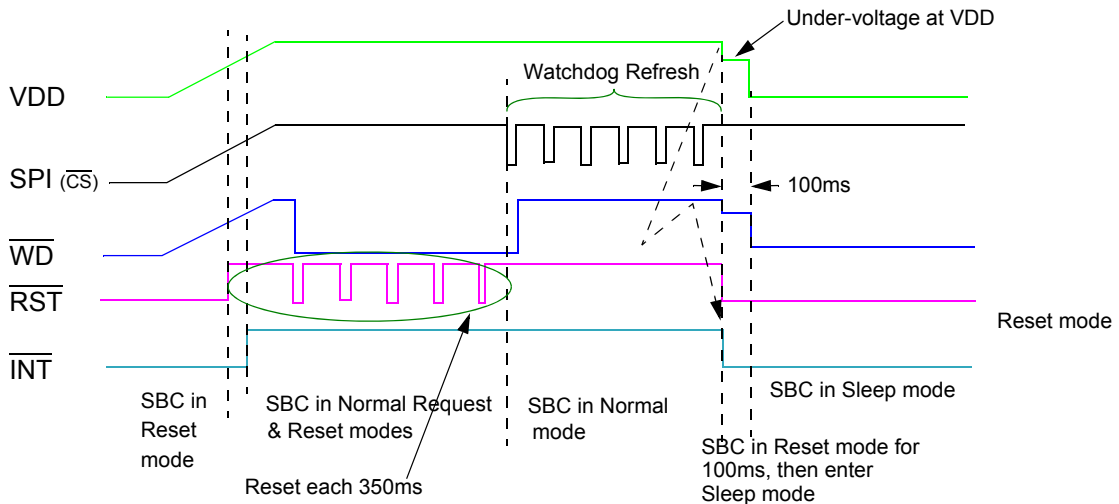 Under-voltage at VDD
Watchdog Refresh
VDD
SPI (CS)
100ms
WD
RST
Reset mode
INT
SBC in
Reset
mode
SBC in Normal Request
& Reset modes
SBC in Normal
mode
SBC in Sleep mode
SBC in Reset mode for
100ms, then enter
Sleep mode
Reset each 350ms